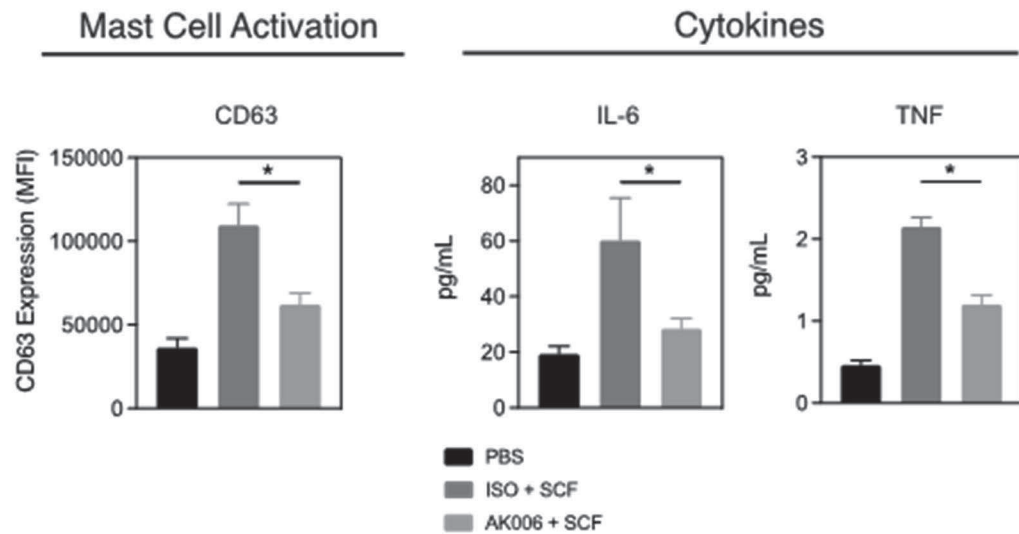 Mast Cell Activation
Cytokines
CD63
CD63 Expression (MFI)
150000
100000
50000
0
*
IL-6
pg/mL
80
60
40
20
0
*
TNF
pg/mL
3
2
1
0
*
PBS
ISO + SCF
AK006 + SCF